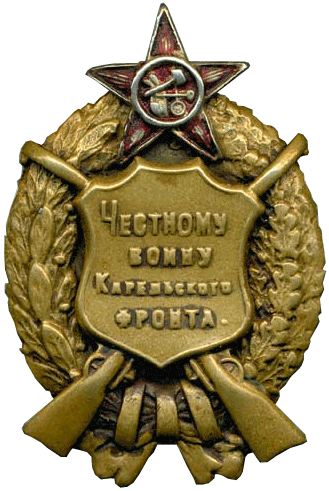 Честному
воину
Карельского
фронта.